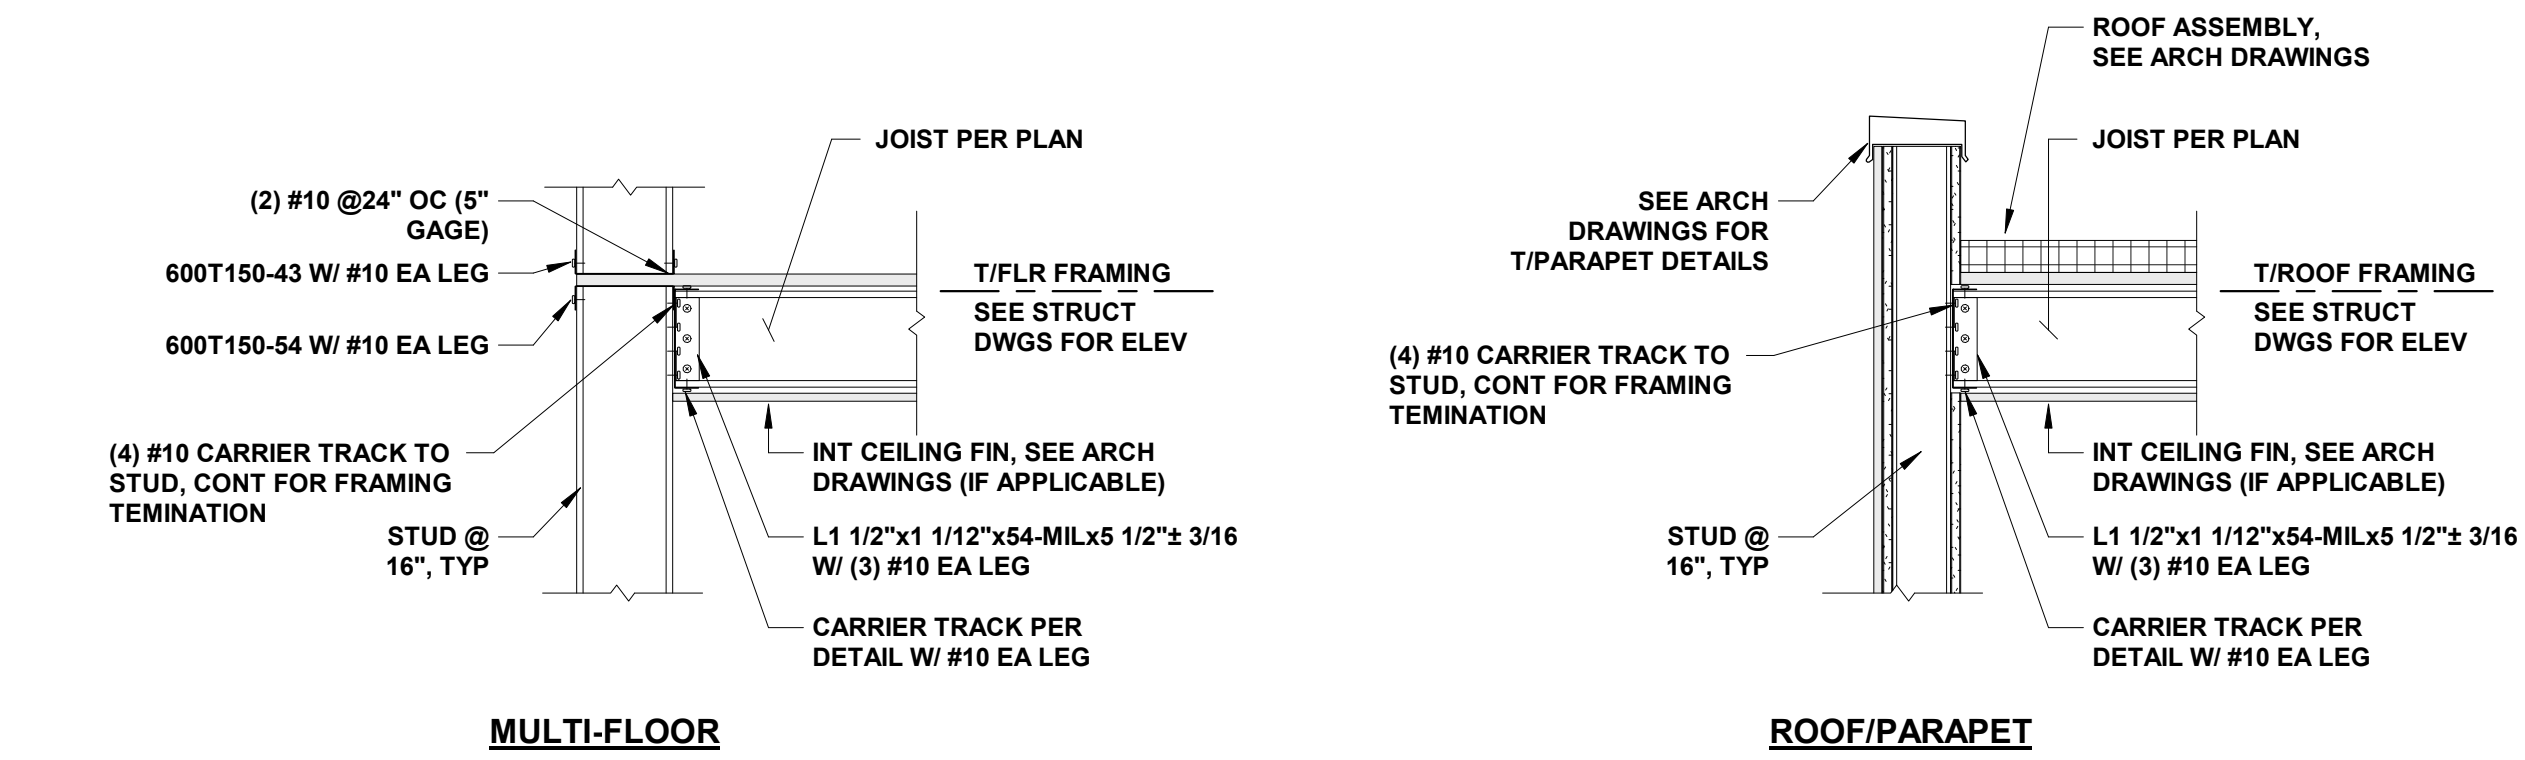 JOIST PER PLAN
(2) #10 @24" OC (5"
GAGE)
600T150-43 W/ #10 EA LEG
600T150-54 W/ #10 EA LEG
T/FLR FRAMING
SEE STRUCT
DWGS FOR ELEV
(4) #10 CARRIER TRACK TO
STUD, CONT FOR FRAMING
TEMINATION
STUD @
16", TYP
INT CEILING FIN, SEE ARCH
DRAWINGS (IF APPLICABLE)
L1 1/2"x1 1/12"x54-MILx5 1/2"± 3/16
W/ (3) #10 EA LEG
CARRIER TRACK PER
DETAIL W/ #10 EA LEG
MULTI-FLOOR
ROOF ASSEMBLY,
SEE ARCH DRAWINGS
JOIST PER PLAN
SEE ARCH
DRAWINGS FOR
T/PARAPET DETAILS
T/ROOF FRAMING
SEE STRUCT
DWGS FOR ELEV
(4) #10 CARRIER TRACK TO
STUD, CONT FOR FRAMING
TEMINATION
STUD @
16", TYP
INT CEILING FIN, SEE ARCH
DRAWINGS (IF APPLICABLE)
L1 1/2"x1 1/12"x54-MILx5 1/2"± 3/16
W/ (3) #10 EA LEG
CARRIER TRACK PER
DETAIL W/ #10 EA LEG
ROOF/PARAPET